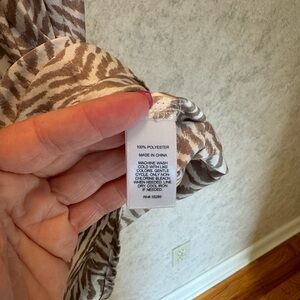 100% POLYESTER
MADE IN CHINA
MACHINE WASH
COLD WITH LIKE
COLORS, GENTLE
CYCLE, ONLY NON-
CHLORINE BLEACH
WHEN NEEDED. LINE
DRY, COOL IRON
IF NEEDED.